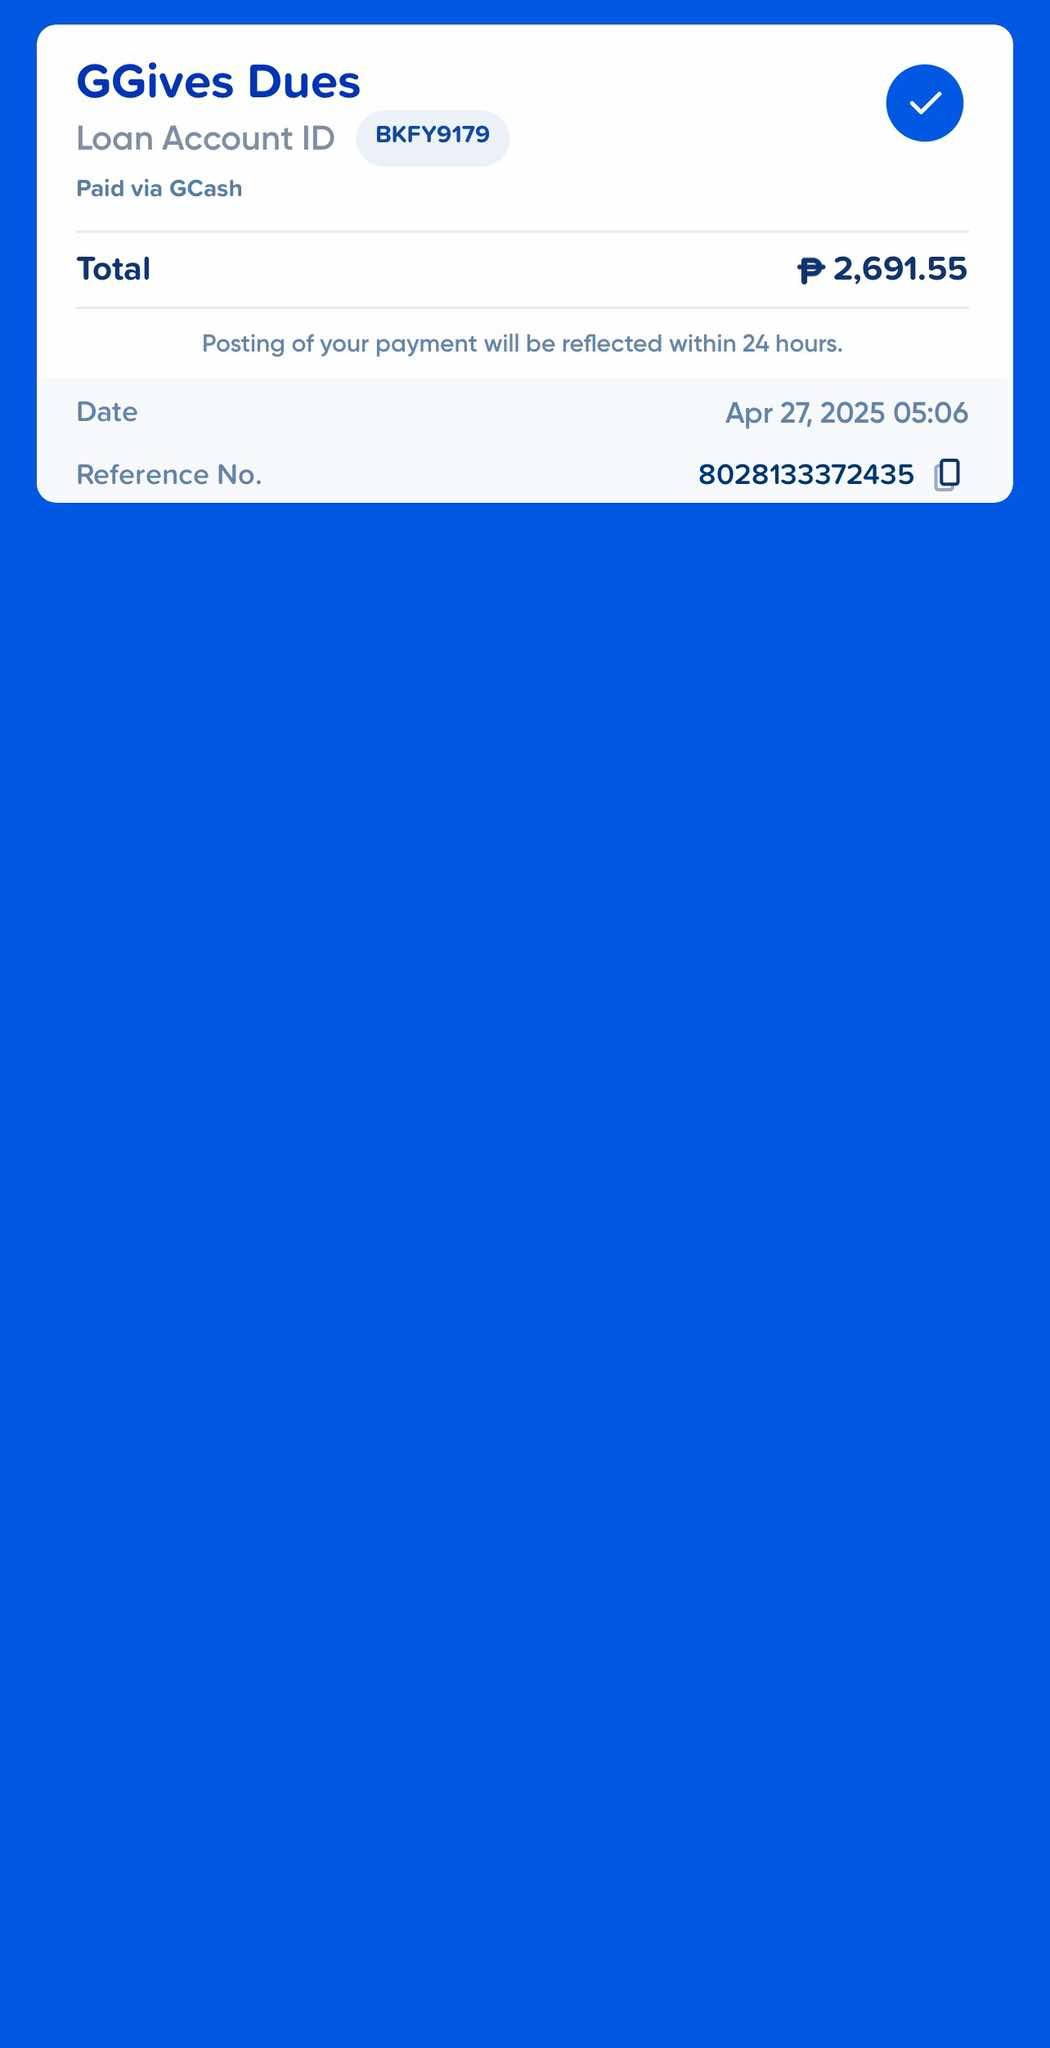 GGives Dues
Loan Account ID BKFY9179
Paid via GCash
Total ₱ 2,691.55
Posting of your payment will be reflected within 24 hours.
Date Apr 27, 2025 05:06
Reference No. 8028133372435